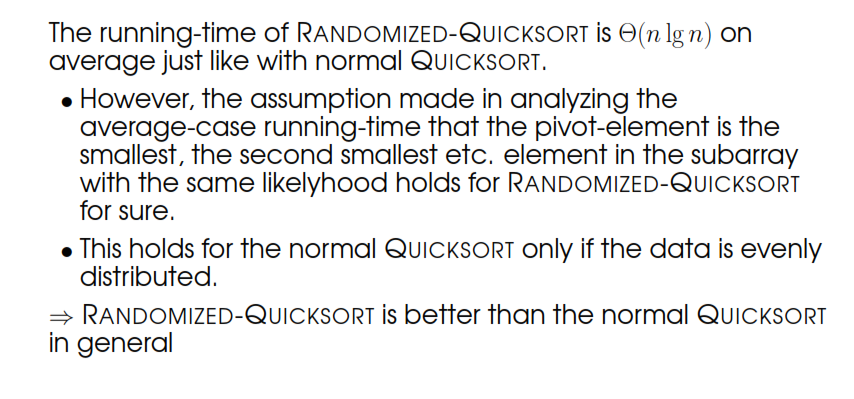 The running-time of RANDOMIZED-QUICKSORT is Θ(n lg n) on
average just like with normal QUICKSORT.
• However, the assumption made in analyzing the
average-case running-time that the pivot-element is the
smallest, the second smallest etc. element in the subarray
with the same likelyhood holds for RANDOMIZED-QUICKSORT
for sure.
• This holds for the normal QUICKSORT only if the data is evenly
distributed.
⇒ RANDOMIZED-QUICKSORT is better than the normal QUICKSORT
in general